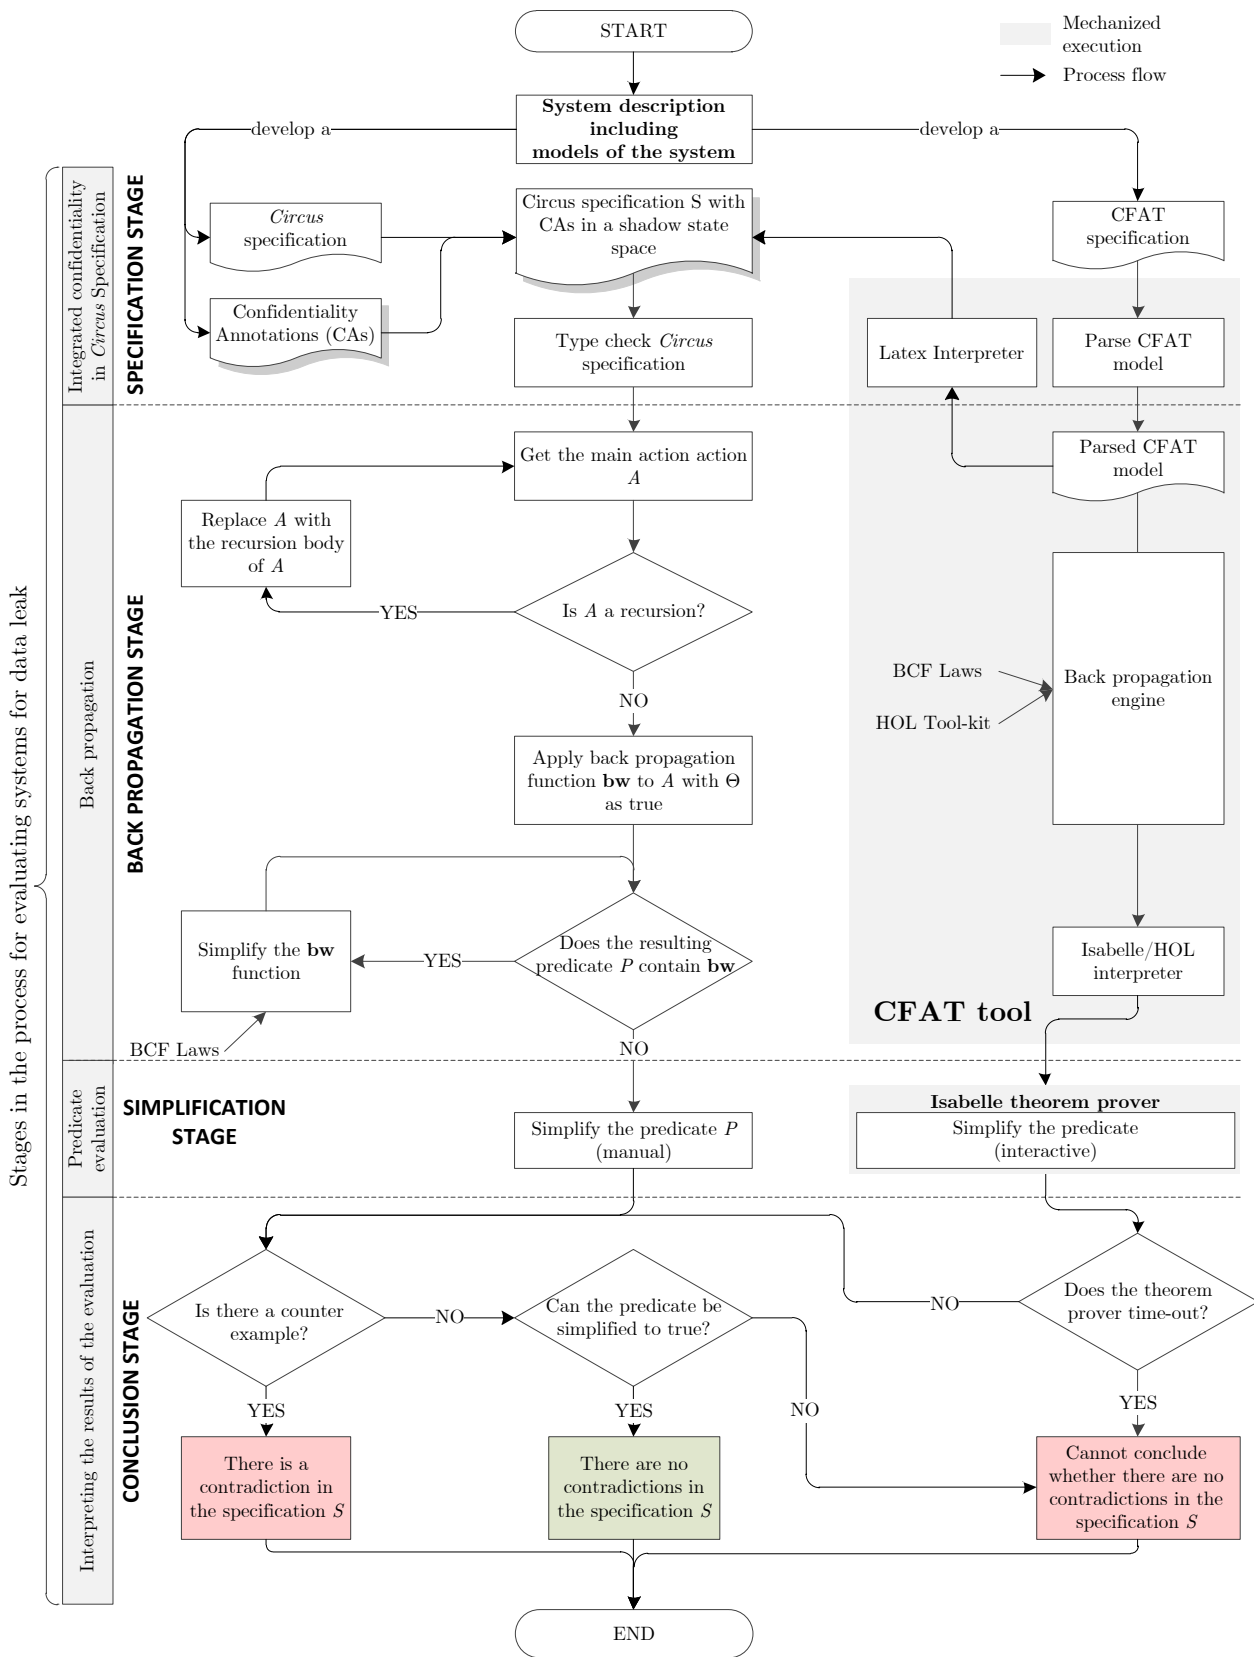 START
Mechanized
execution
Process flow
System description
including
models of the system
develop a
develop a
Stages in the process for evaluating systems for data leak
Integrated confidentiality
in Circus Specification
SPECIFICATION STAGE
Circus
specification
Circus specification S with
CAs in a shadow state
space
CFAT
specification
Confidentiality
Annotations (CAs)
Type check Circus
specification
Latex Interpreter
Parse CFAT
model
Back propagation
BACK PROPAGATION STAGE
Get the main action action
A
Parsed CFAT
model
Replace A with
the recursion body
of A
YES
Is A a recursion?
NO
BCF Laws
HOL Tool-kit
Back propagation
engine
Apply back propagation
function bw to A with Θ
as true
Simplify the bw
function
YES
Does the resulting
predicate P contain bw
Isabelle/HOL
interpreter
CFAT tool
BCF Laws
NO
Predicate
evaluation
SIMPLIFICATION
STAGE
Simplify the predicate P
(manual)
Isabelle theorem prover
Simplify the predicate
(interactive)
Interpreting the results of the evaluation
CONCLUSION STAGE
Is there a counter
example?
NO
Can the predicate be
simplified to true?
NO
Does the theorem
prover time-out?
YES
YES
NO
YES
There is a
contradiction in
the specification S
There are no
contradictions in
the specification S
Cannot conclude
whether there are no
contradictions in the
specification S
END